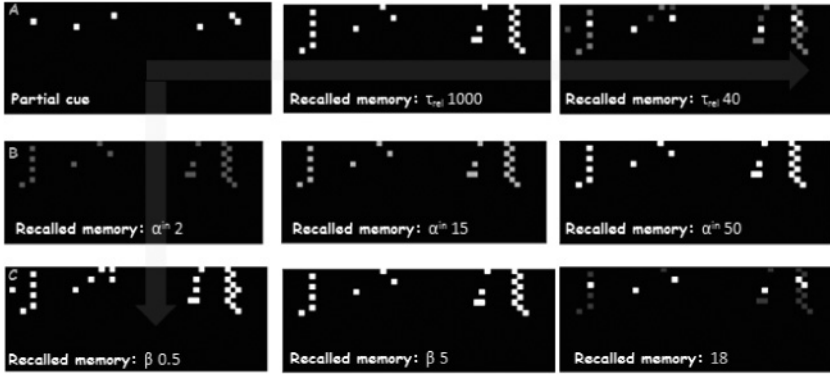 A
Partial cue
Recalled memory: τrel 1000
Recalled memory: τrel 40
B
Recalled memory: αⁱⁿ 2
Recalled memory: αⁱⁿ 15
Recalled memory: αⁱⁿ 50
C
Recalled memory: β 0.5
Recalled memory: β 5
Recalled memory: 18